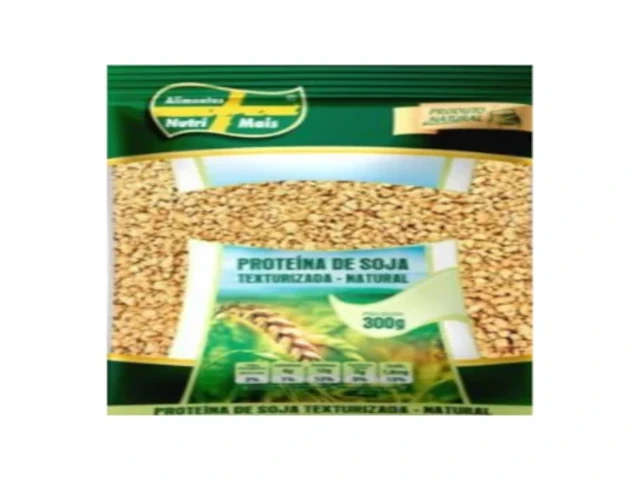 Alimentos
Nutri Mais
PRODUTO
NATURAL
PROTEÍNA DE SOJA
TEXTURIZADA - NATURAL
300g
PROTEÍNA DE SOJA TEXTURIZADA - NATURAL